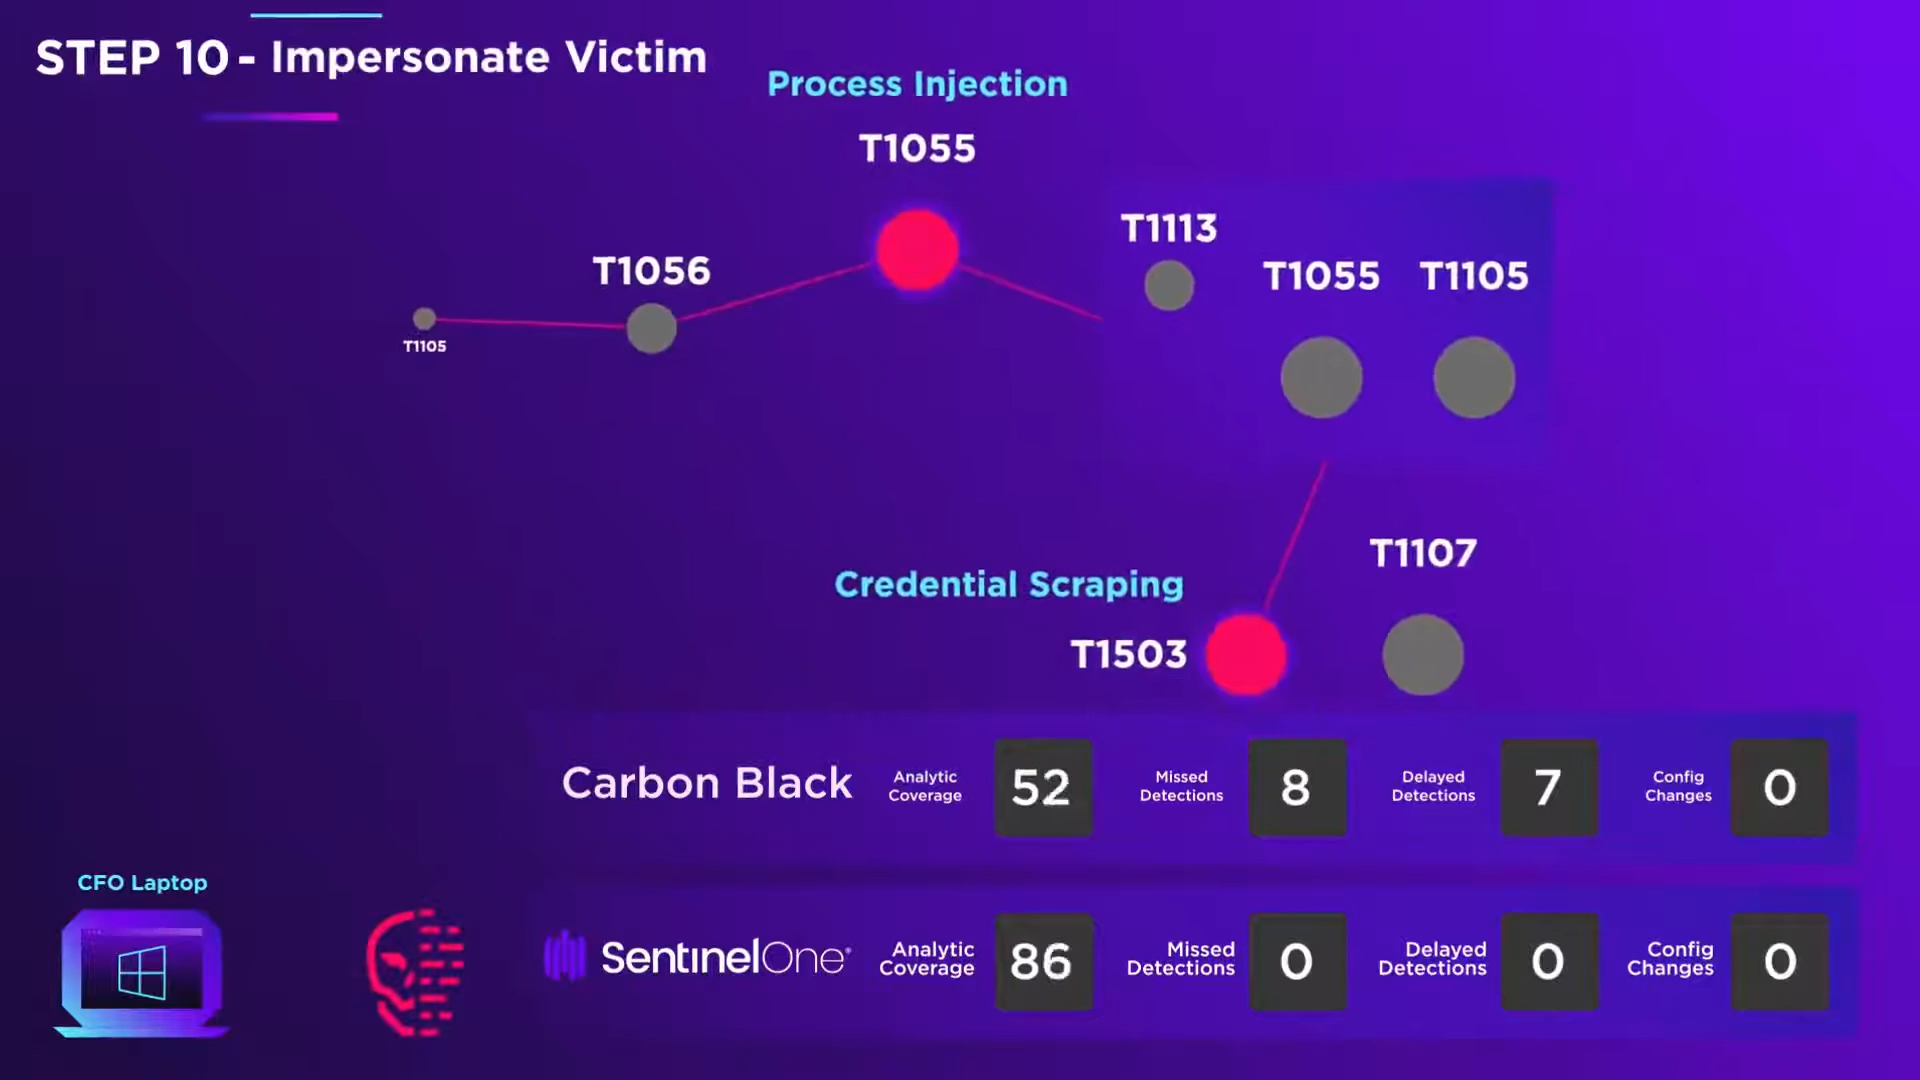 STEP 10 - Impersonate Victim
Process Injection
T1055
T1113
T1056
T1055
T1105
T1105
T1107
Credential Scraping
T1503
Carbon Black
Analytic
Coverage
52
Missed
Detections
8
Delayed
Detections
7
Config
Changes
0
CFO Laptop
SentinelOne®
Analytic
Coverage
86
Missed
Detections
0
Delayed
Detections
0
Config
Changes
0